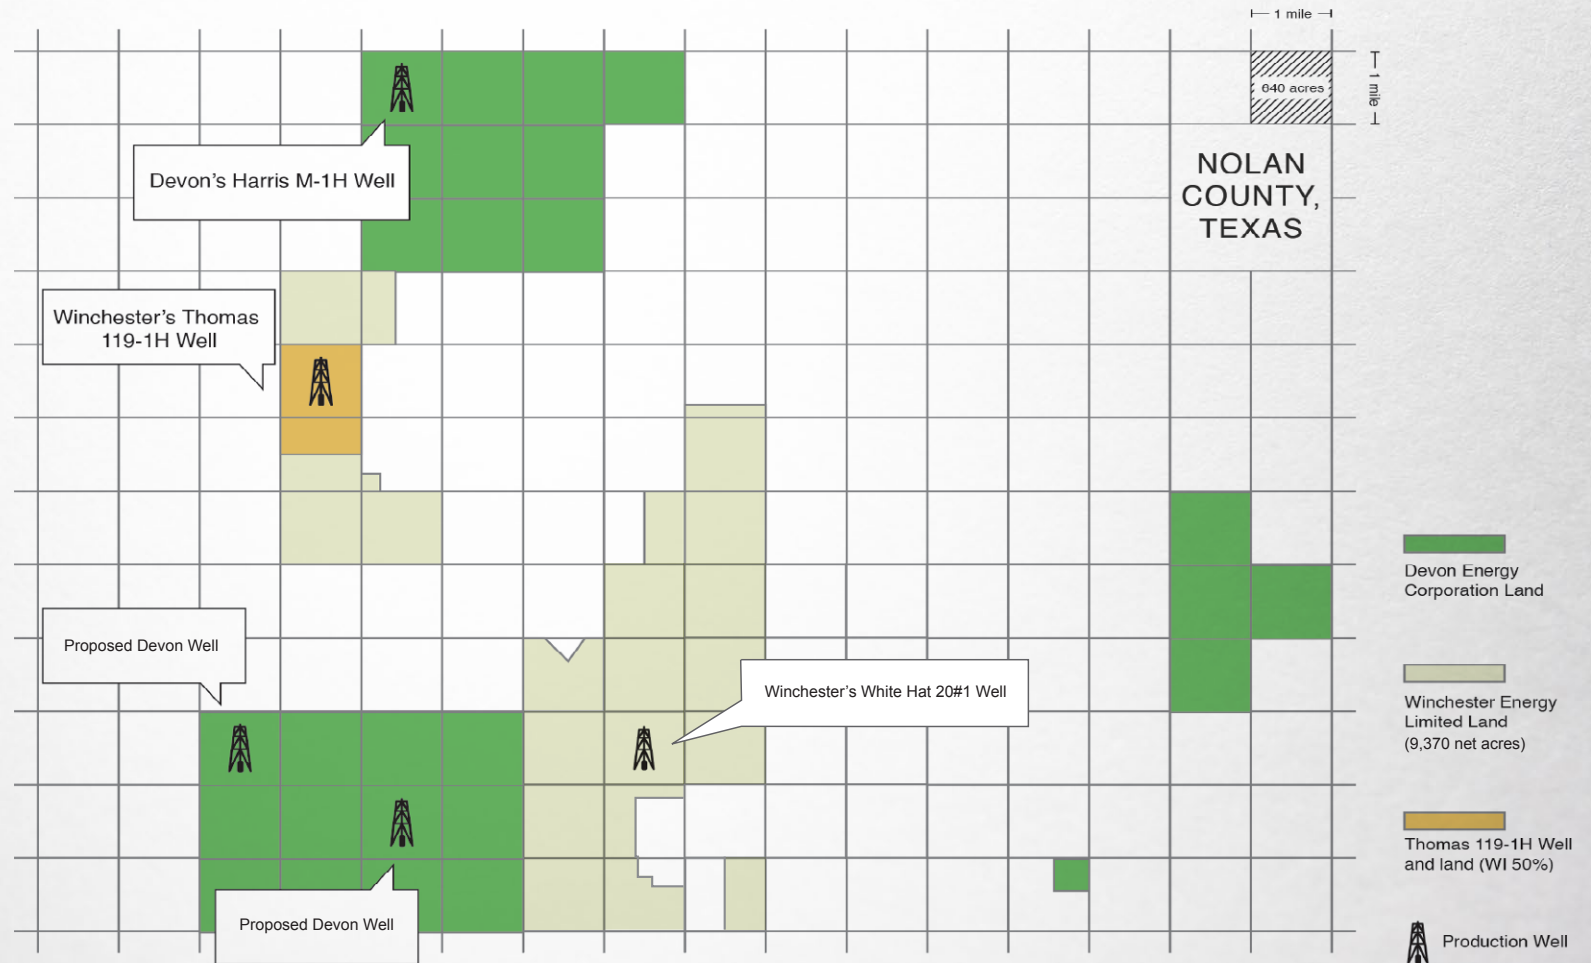 1 mile
640 acres
1 mile
NOLAN
COUNTY,
TEXAS
Devon’s Harris M-1H Well
Winchester’s Thomas
119-1H Well
Proposed Devon Well
Winchester’s White Hat 20#1 Well
Proposed Devon Well
Devon Energy
Corporation Land
Winchester Energy
Limited Land
(9,370 net acres)
Thomas 119-1H Well
and land (WI 50%)
Production Well